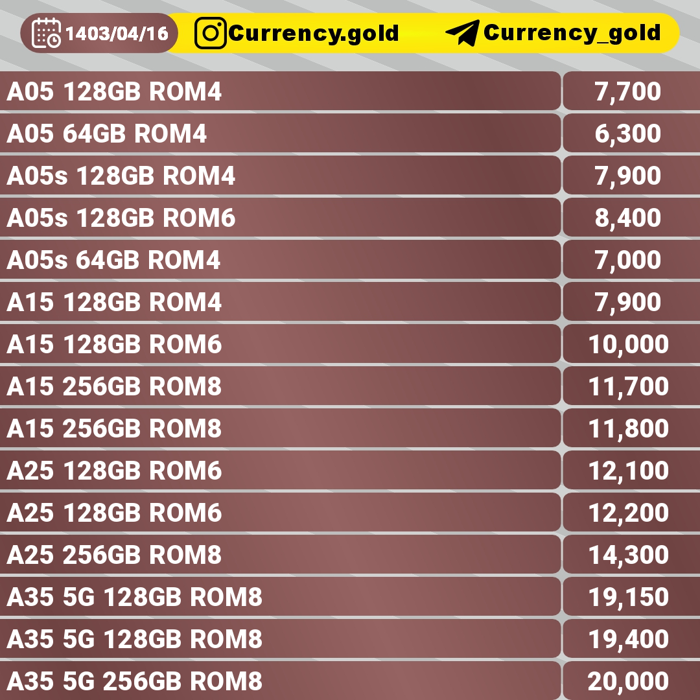 1403/04/16 Currency.gold Currency_gold
A05 128GB ROM4 7,700
A05 64GB ROM4 6,300
A05s 128GB ROM4 7,900
A05s 128GB ROM6 8,400
A05s 64GB ROM4 7,000
A15 128GB ROM4 7,900
A15 128GB ROM6 10,000
A15 256GB ROM8 11,700
A15 256GB ROM8 11,800
A25 128GB ROM6 12,100
A25 128GB ROM6 12,200
A25 256GB ROM8 14,300
A35 5G 128GB ROM8 19,150
A35 5G 128GB ROM8 19,400
A35 5G 256GB ROM8 20,000